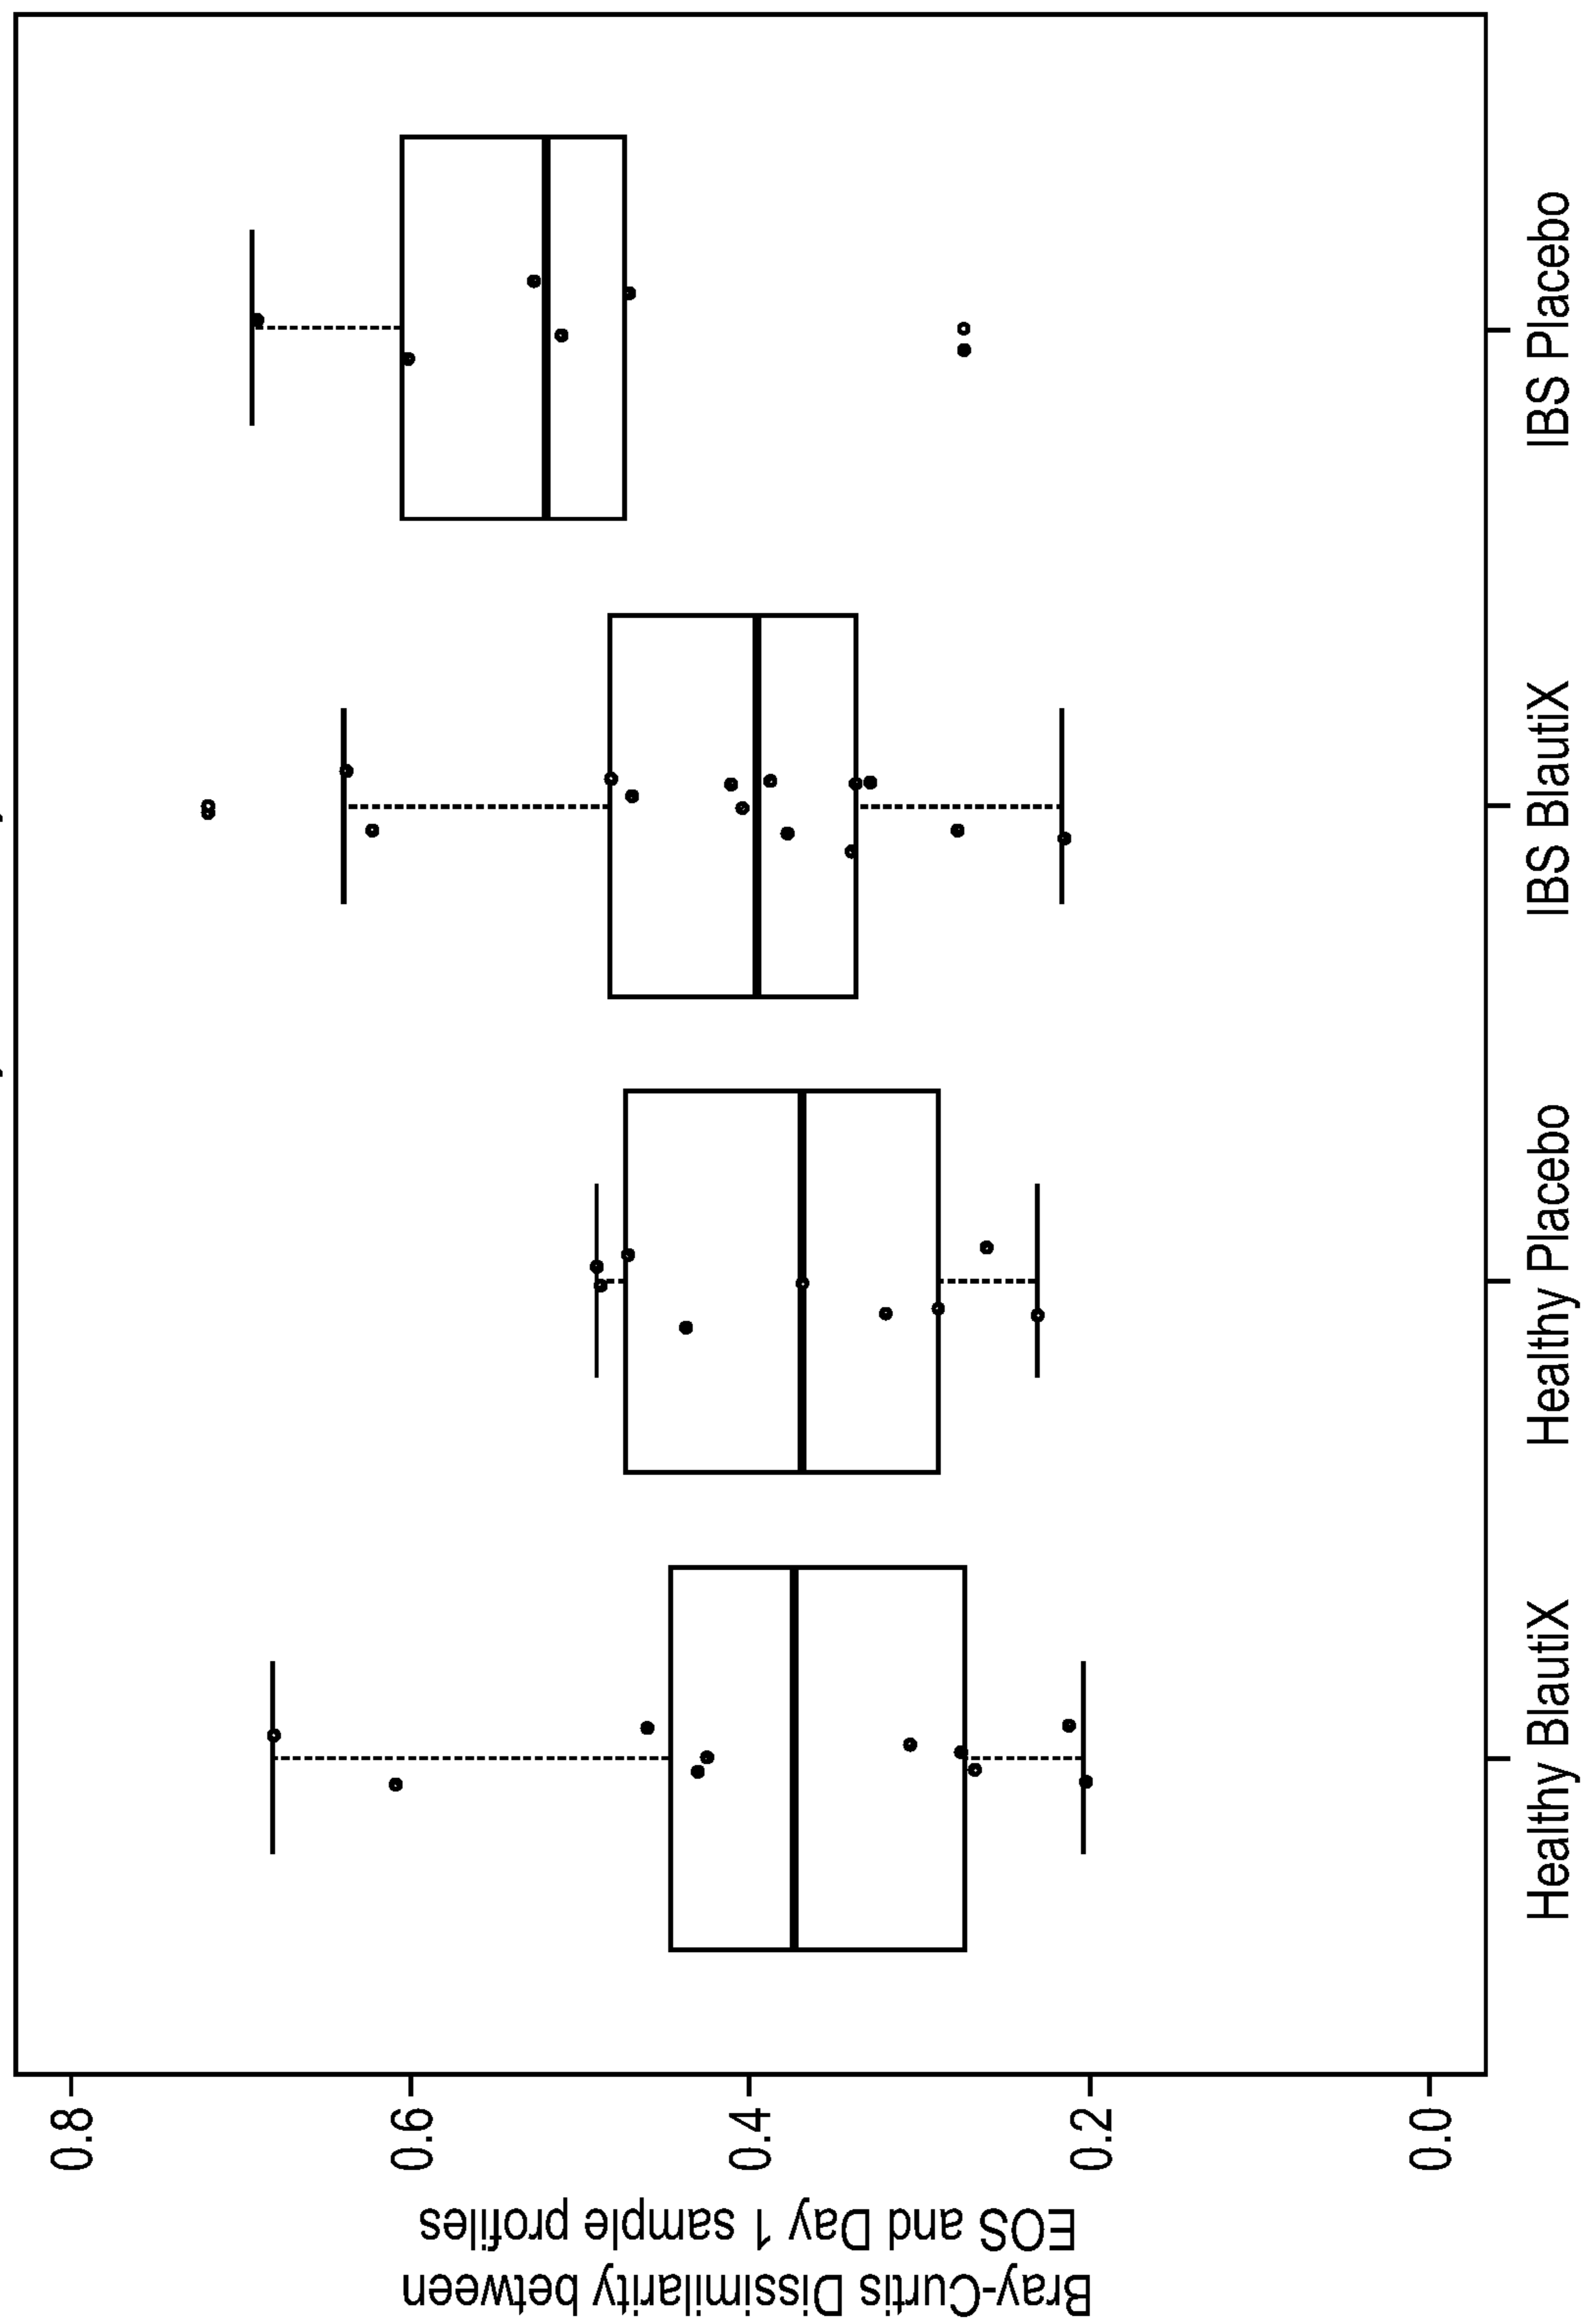 Bray-Curtis Dissimilarity between
EOS and Day 1 sample profiles
0.8
0.6
0.4
0.2
0.0
Healthy BlautiX
Healthy Placebo
IBS BlautiX
IBS Placebo